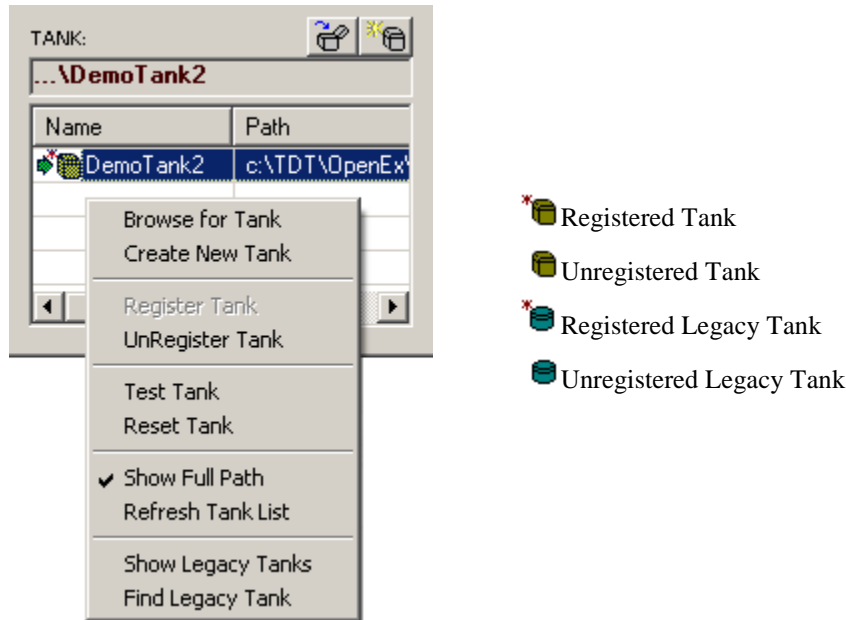 TANK:
...\DemoTank2
Name Path
DemoTank2 c:\TDT\OpenEx\
Browse for Tank
Create New Tank
Register Tank
UnRegister Tank
Test Tank
Reset Tank
Show Full Path
Refresh Tank List
Show Legacy Tanks
Find Legacy Tank
Registered Tank
Unregistered Tank
Registered Legacy Tank
Unregistered Legacy Tank